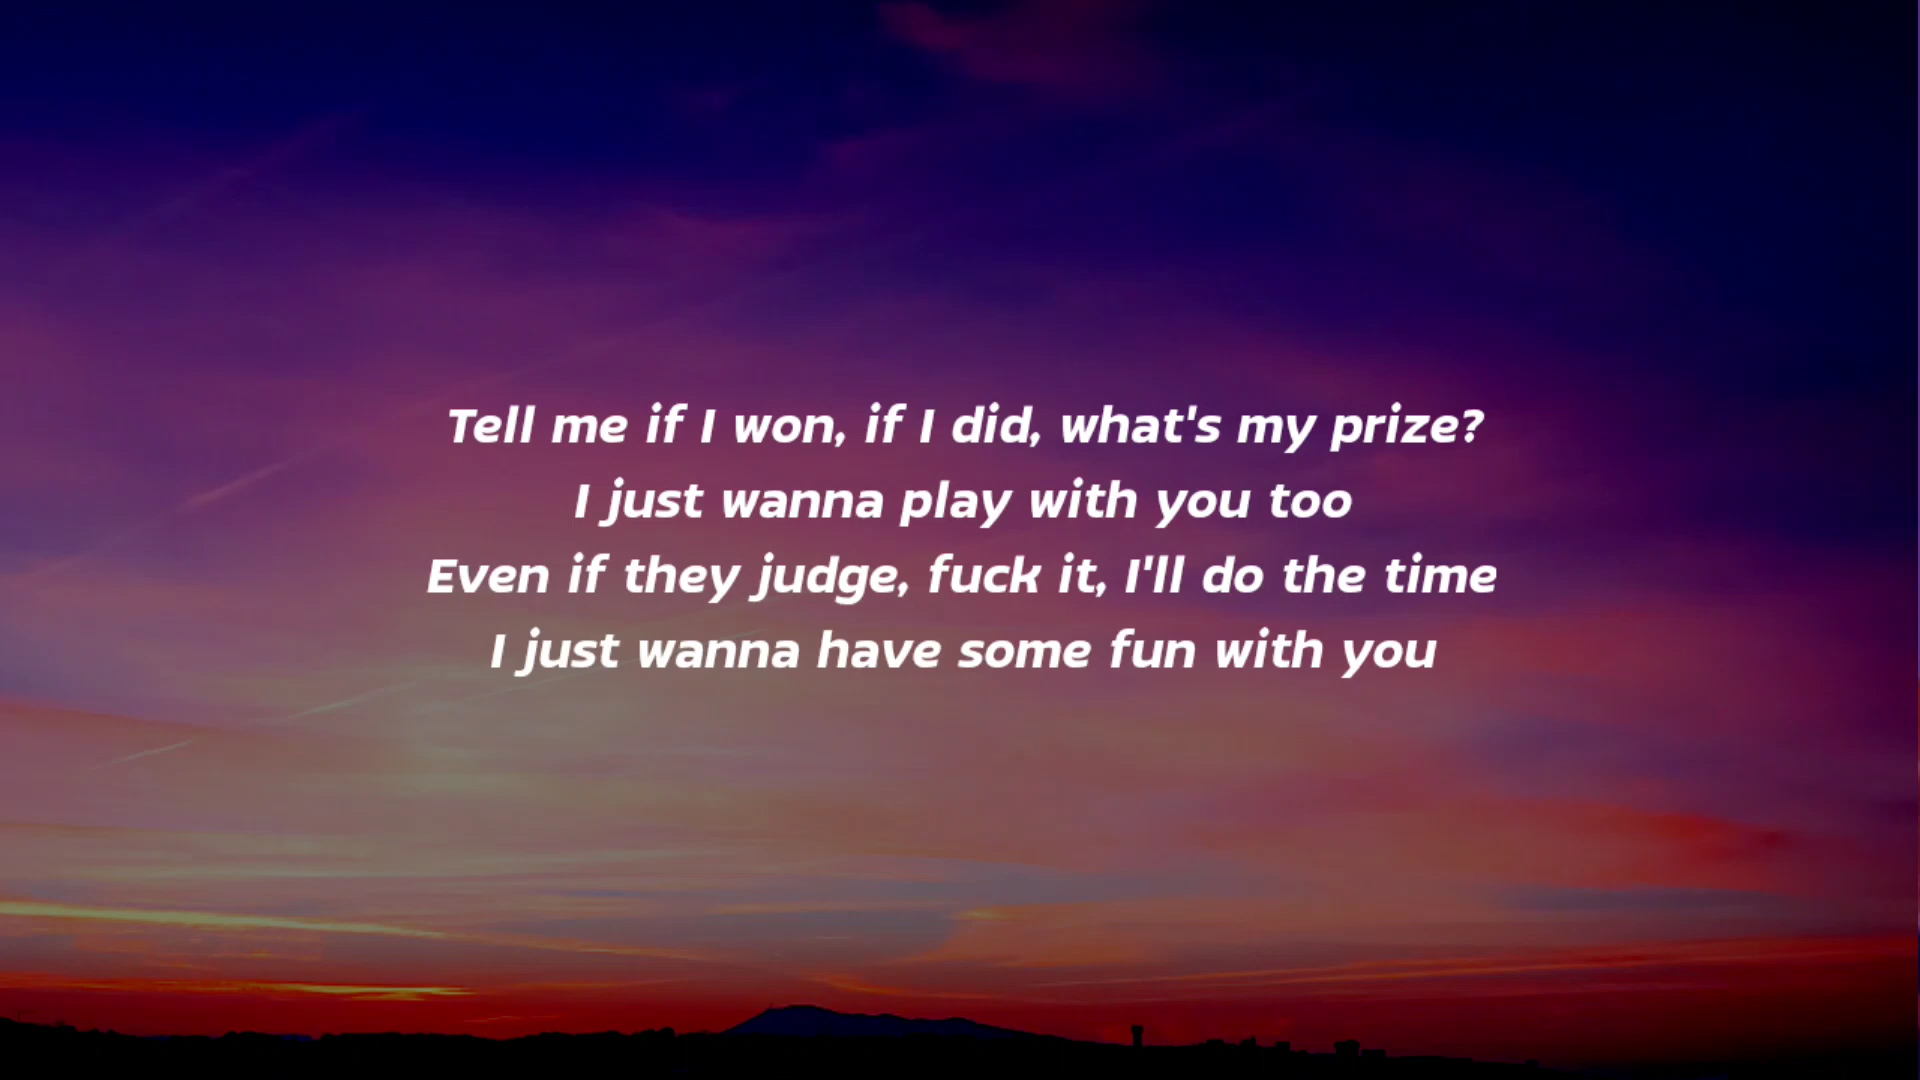 Tell me if I won, if I did, what's my prize?
I just wanna play with you too
Even if they judge, fuck it, I'll do the time
I just wanna have some fun with you